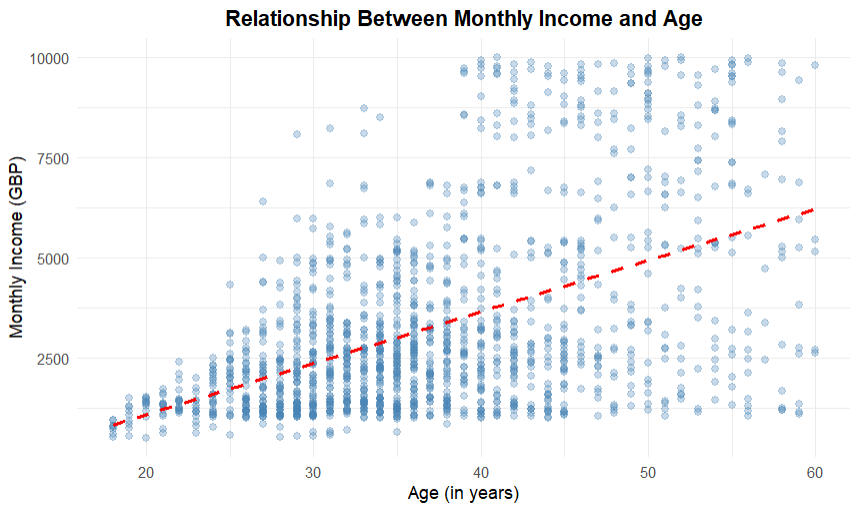 Relationship Between Monthly Income and Age
Monthly Income (GBP)
10000
7500
5000
2500
20 30 40 50 60
Age (in years)